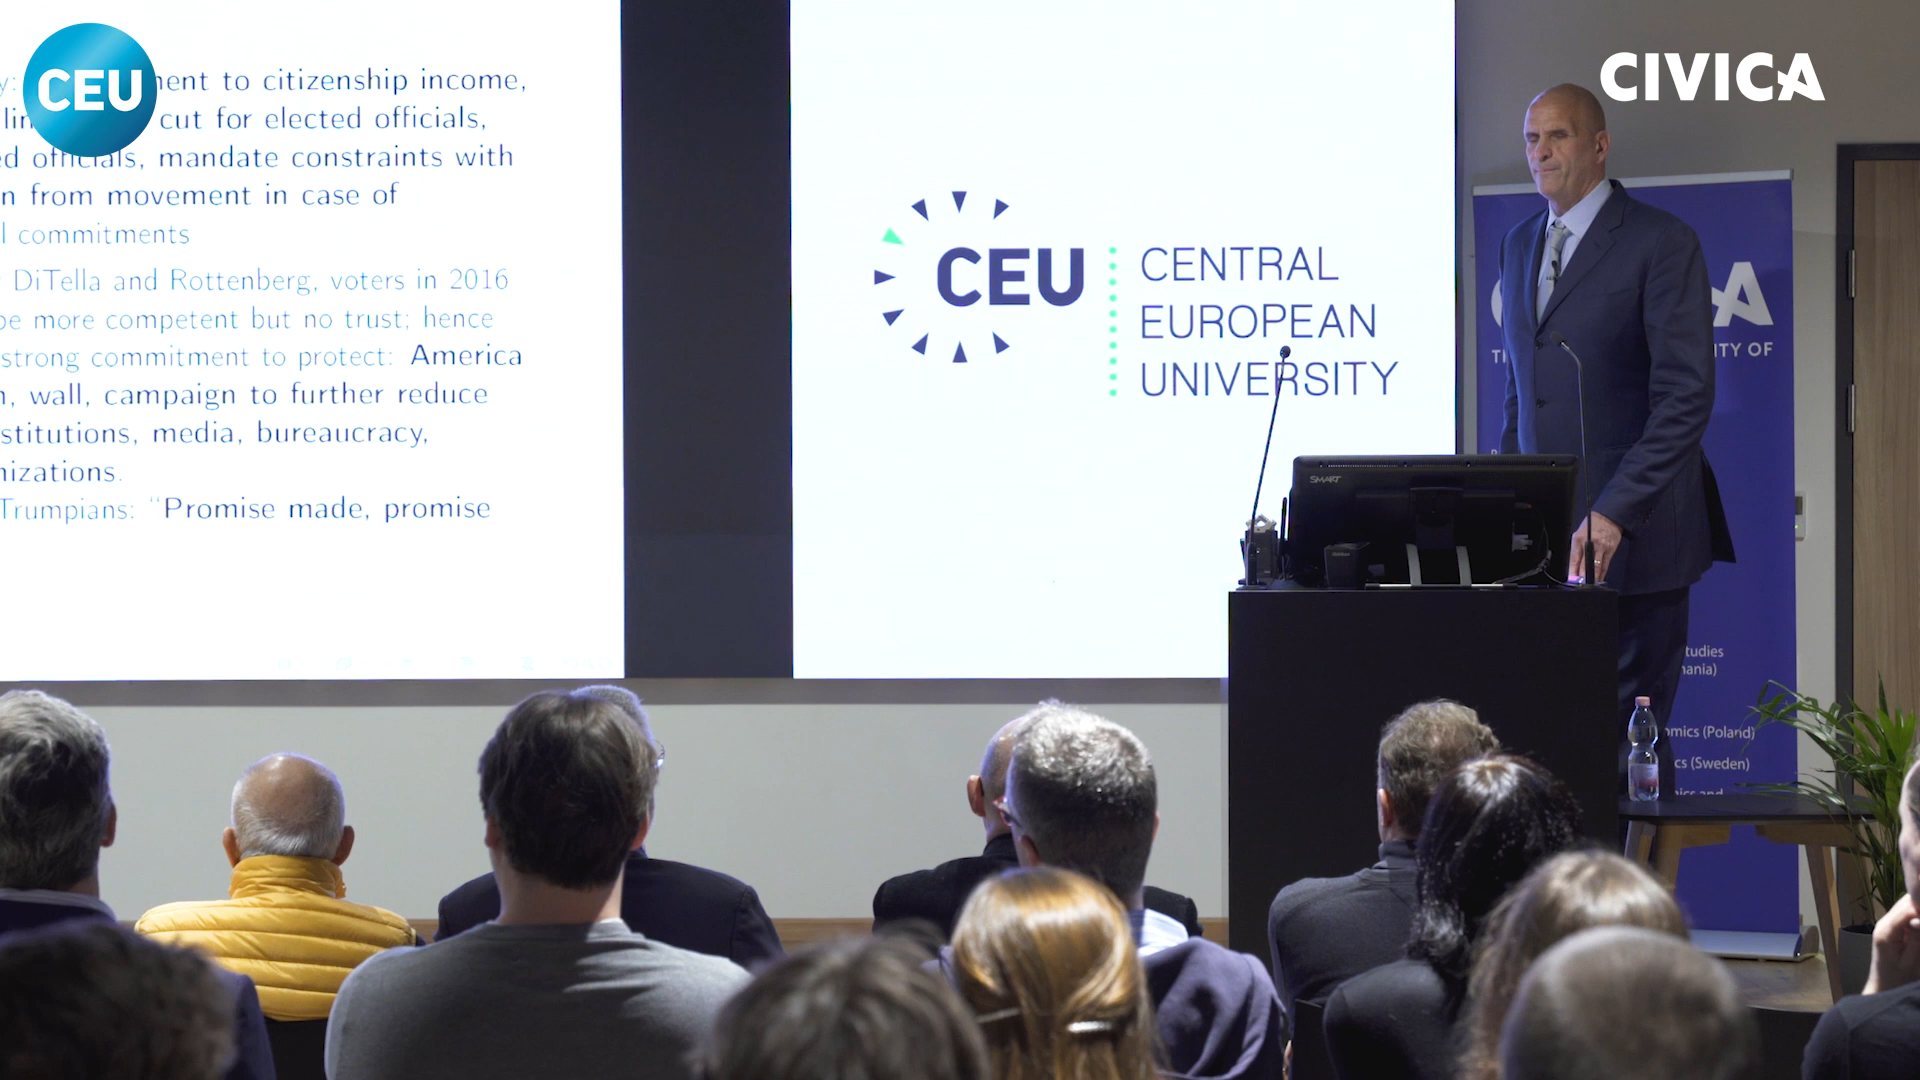 CEU
ent to citizenship income,
cut for elected officials,
officials, mandate constraints with
from movement in case of
commitments
DiTella and Rottenberg, voters in 2016
be more competent but no trust; hence
strong commitment to protect: America
wall, campaign to further reduce
stitutions, media, bureaucracy,
nizations.
Trumpians: "Promise made, promise
CEU
CENTRAL
EUROPEAN
UNIVERSITY
CIVICA
A
ITY OF
SMART
tudies
ania)
omics (Poland)
cs (Sweden)